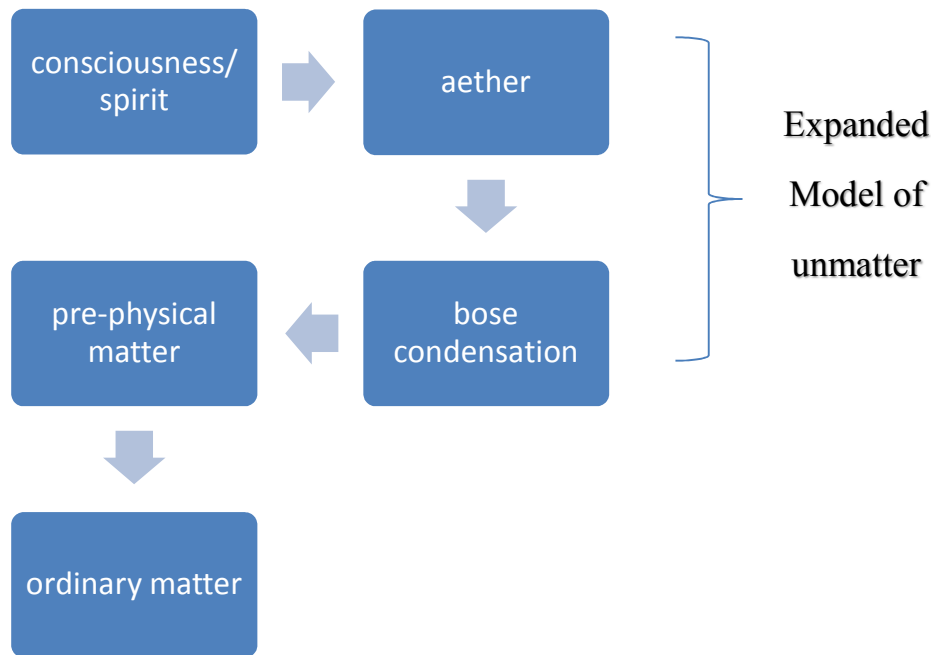 consciousness/
spirit
aether
Expanded
Model of
unmatter
pre-physical
matter
bose
condensation
ordinary matter